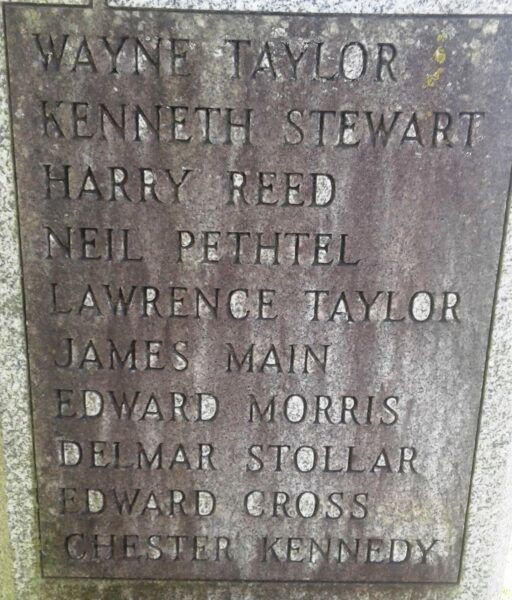 WAYNE TAYLOR
KENNETH STEWART
HARRY REED
NEIL PETHTEL
LAWRENCE TAYLOR
JAMES MAIN
EDWARD MORRIS
DELMAR STOLLAR
EDWARD CROSS
CHESTER KENNEDY